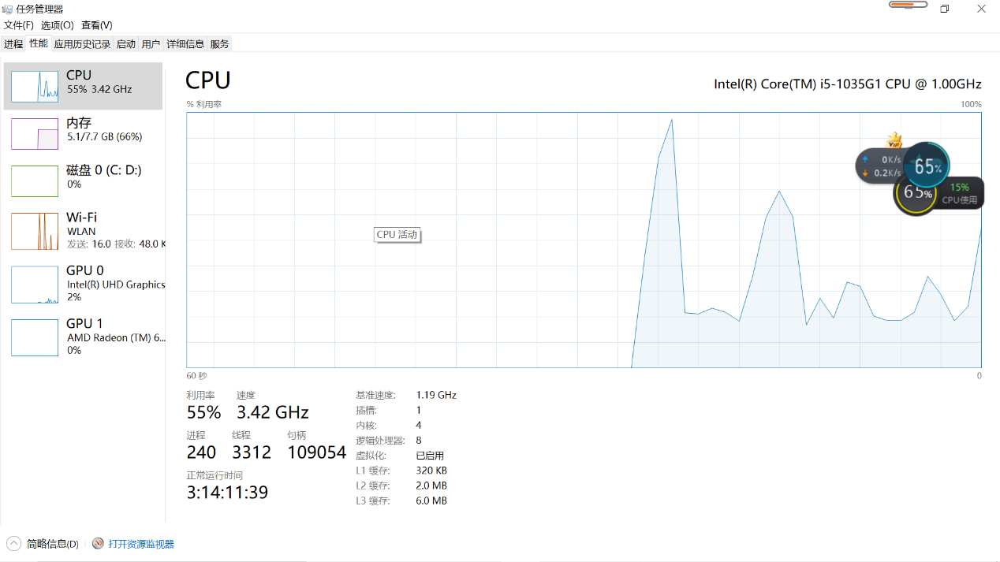 任务管理器
文件(F) 选项(O) 查看(V)
进程 性能 应用历史记录 启动 用户 详细信息 服务
CPU
55% 3.42 GHz
内存
5.1/7.7 GB (66%)
磁盘 0 (C: D:)
0%
Wi-Fi
WLAN
发送: 16.0 接收: 48.0 K
GPU 0
Intel(R) UHD Graphics
2%
GPU 1
AMD Radeon (TM) 6...
0%
CPU
Intel(R) Core(TM) i5-1035G1 CPU @ 1.00GHz
% 利用率
100%
VIP
0K/s
0.2K/s
65%
65%
15%
CPU使用
CPU 活动
60 秒
0
利用率 速度
55% 3.42 GHz
进程 线程 句柄
240 3312 109054
正常运行时间
3:14:11:39
基准速度: 1.19 GHz
插槽: 1
内核: 4
逻辑处理器: 8
虚拟化: 已启用
L1 缓存: 320 KB
L2 缓存: 2.0 MB
L3 缓存: 6.0 MB
简略信息(D)
打开资源监视器